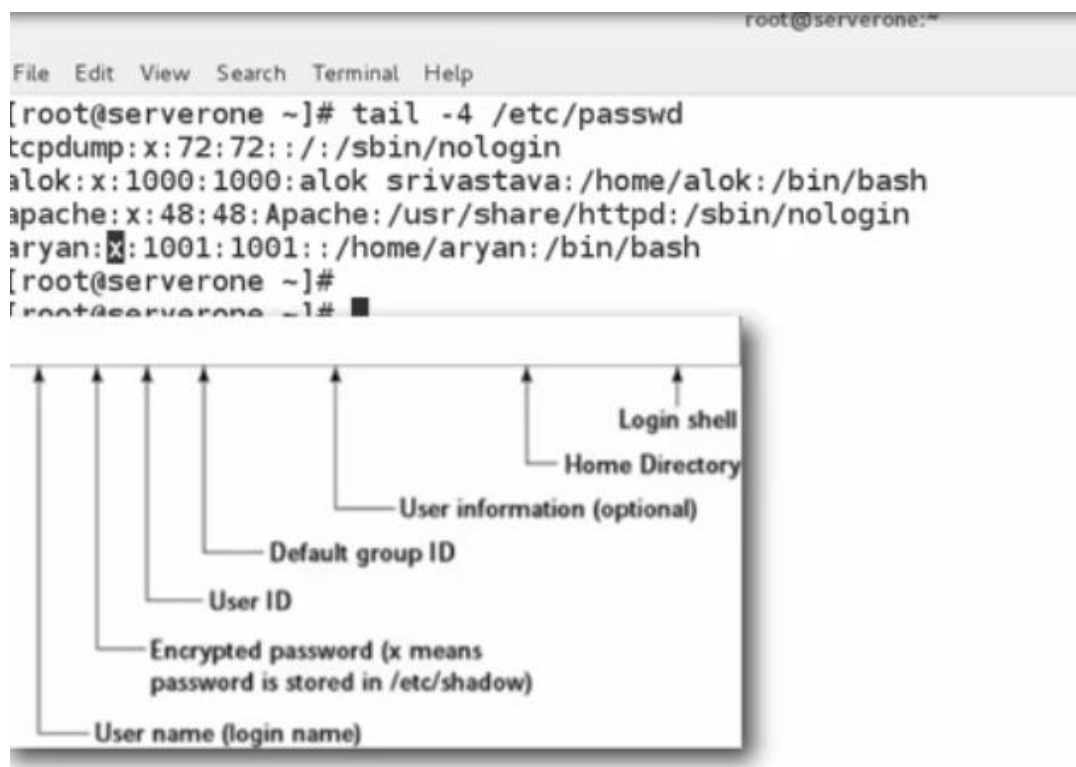 root@serverone:~
File Edit View Search Terminal Help
[root@serverone ~]# tail -4 /etc/passwd
tcpdump:x:72:72::/:/sbin/nologin
alok:x:1000:1000:alok srivastava:/home/alok:/bin/bash
apache:x:48:48:Apache:/usr/share/httpd:/sbin/nologin
aryan:x:1001:1001::/home/aryan:/bin/bash
[root@serverone ~]#
[root@serverone ~]#
Login shell
Home Directory
User information (optional)
Default group ID
User ID
Encrypted password (x means
password is stored in /etc/shadow)
User name (login name)